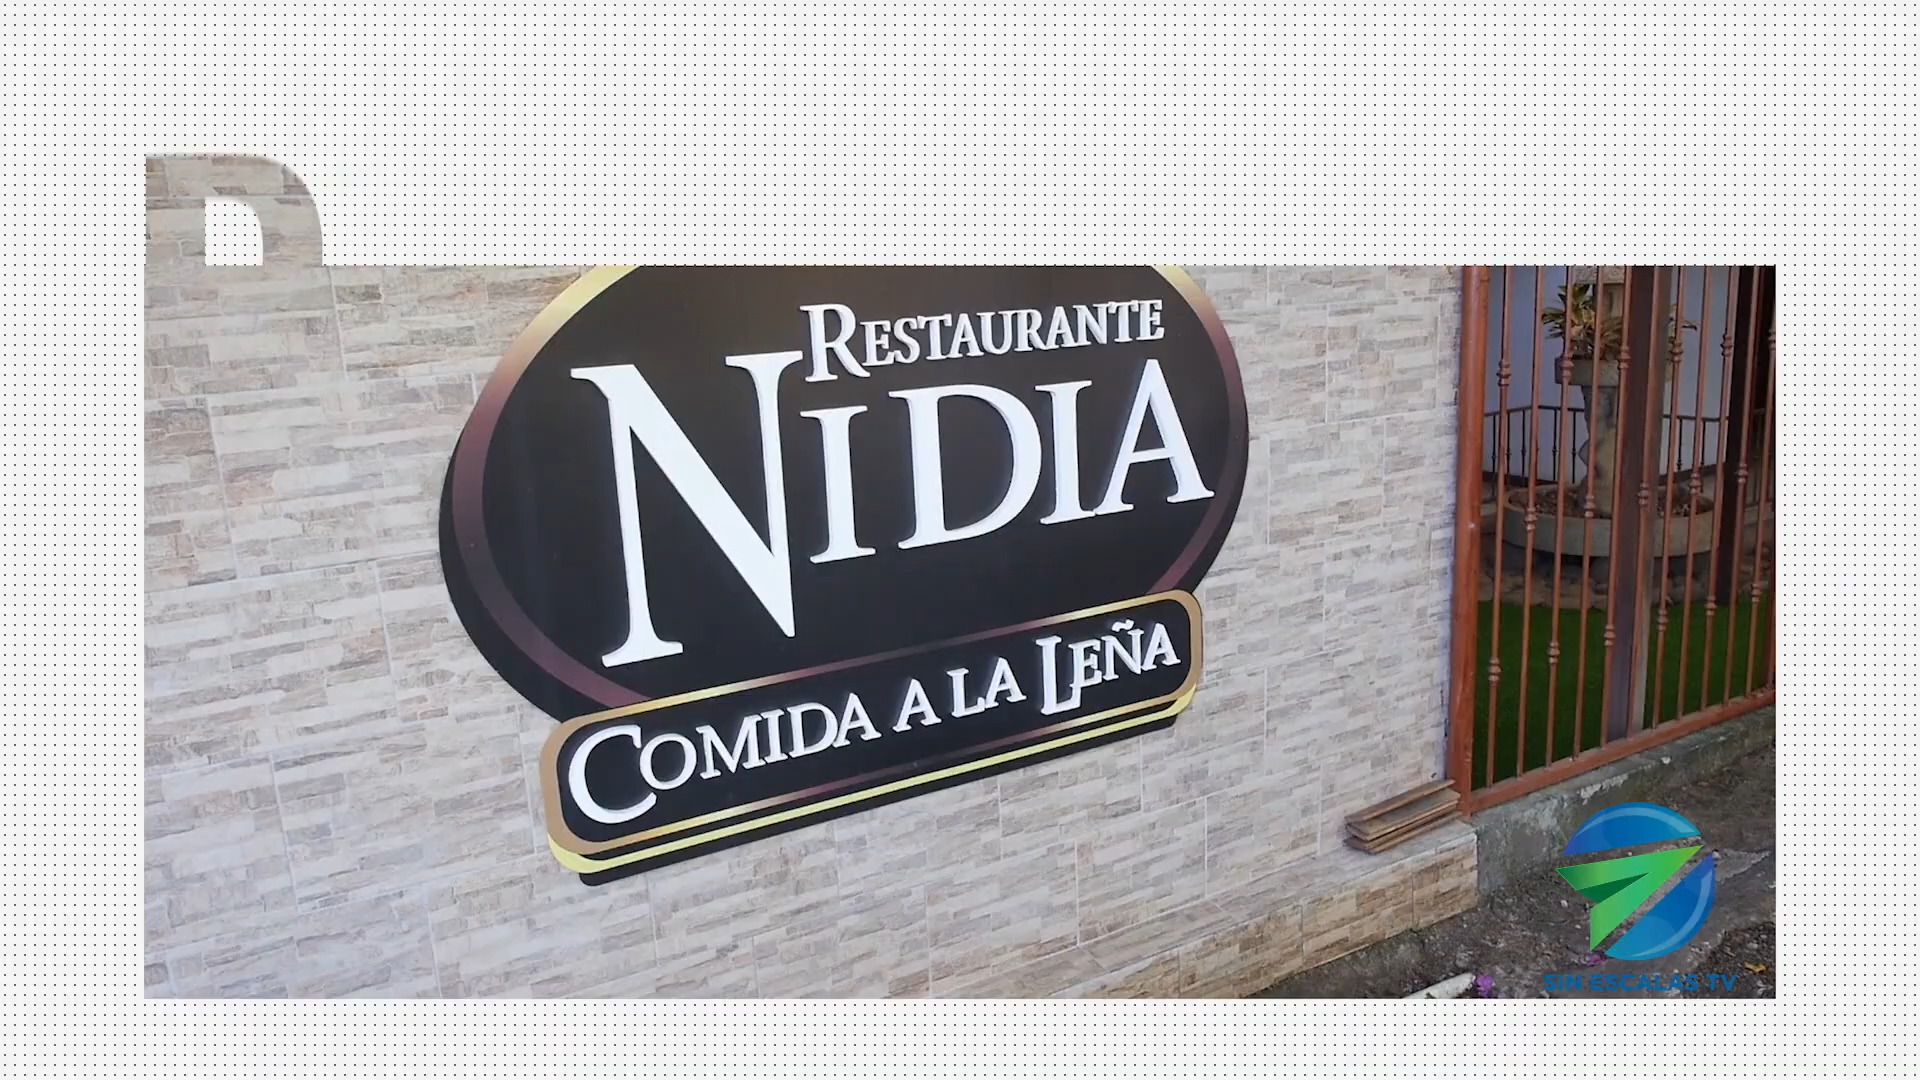 RESTAURANTE
NIDIA
COMIDA A LA LEÑA
SIN ESCALAS TV